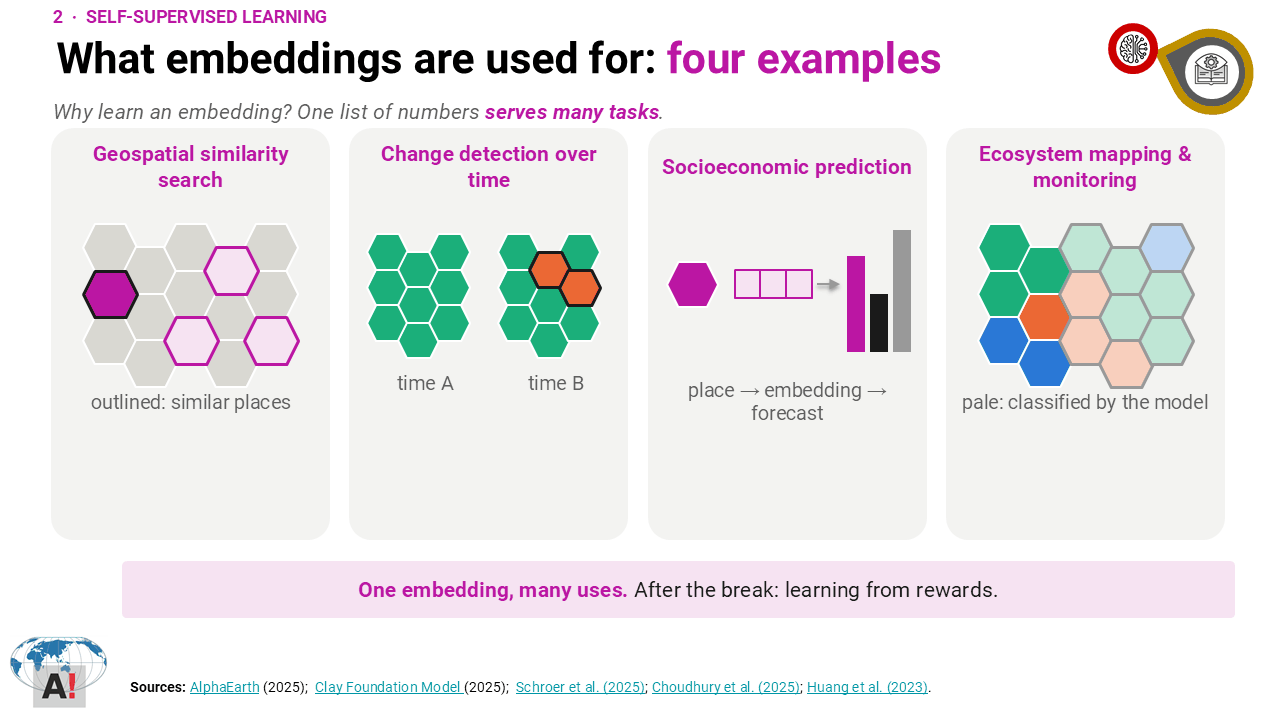 2 · SELF-SUPERVISED LEARNING
What embeddings are used for: four examples
Why learn an embedding? One list of numbers serves many tasks.
Geospatial similarity
search
outlined: similar places
Change detection over
time
time A
time B
Socioeconomic prediction
place → embedding →
forecast
Ecosystem mapping &
monitoring
pale: classified by the model
One embedding, many uses. After the break: learning from rewards.
A!
Sources: AlphaEarth (2025); Clay Foundation Model (2025); Schroer et al. (2025); Choudhury et al. (2025); Huang et al. (2023).